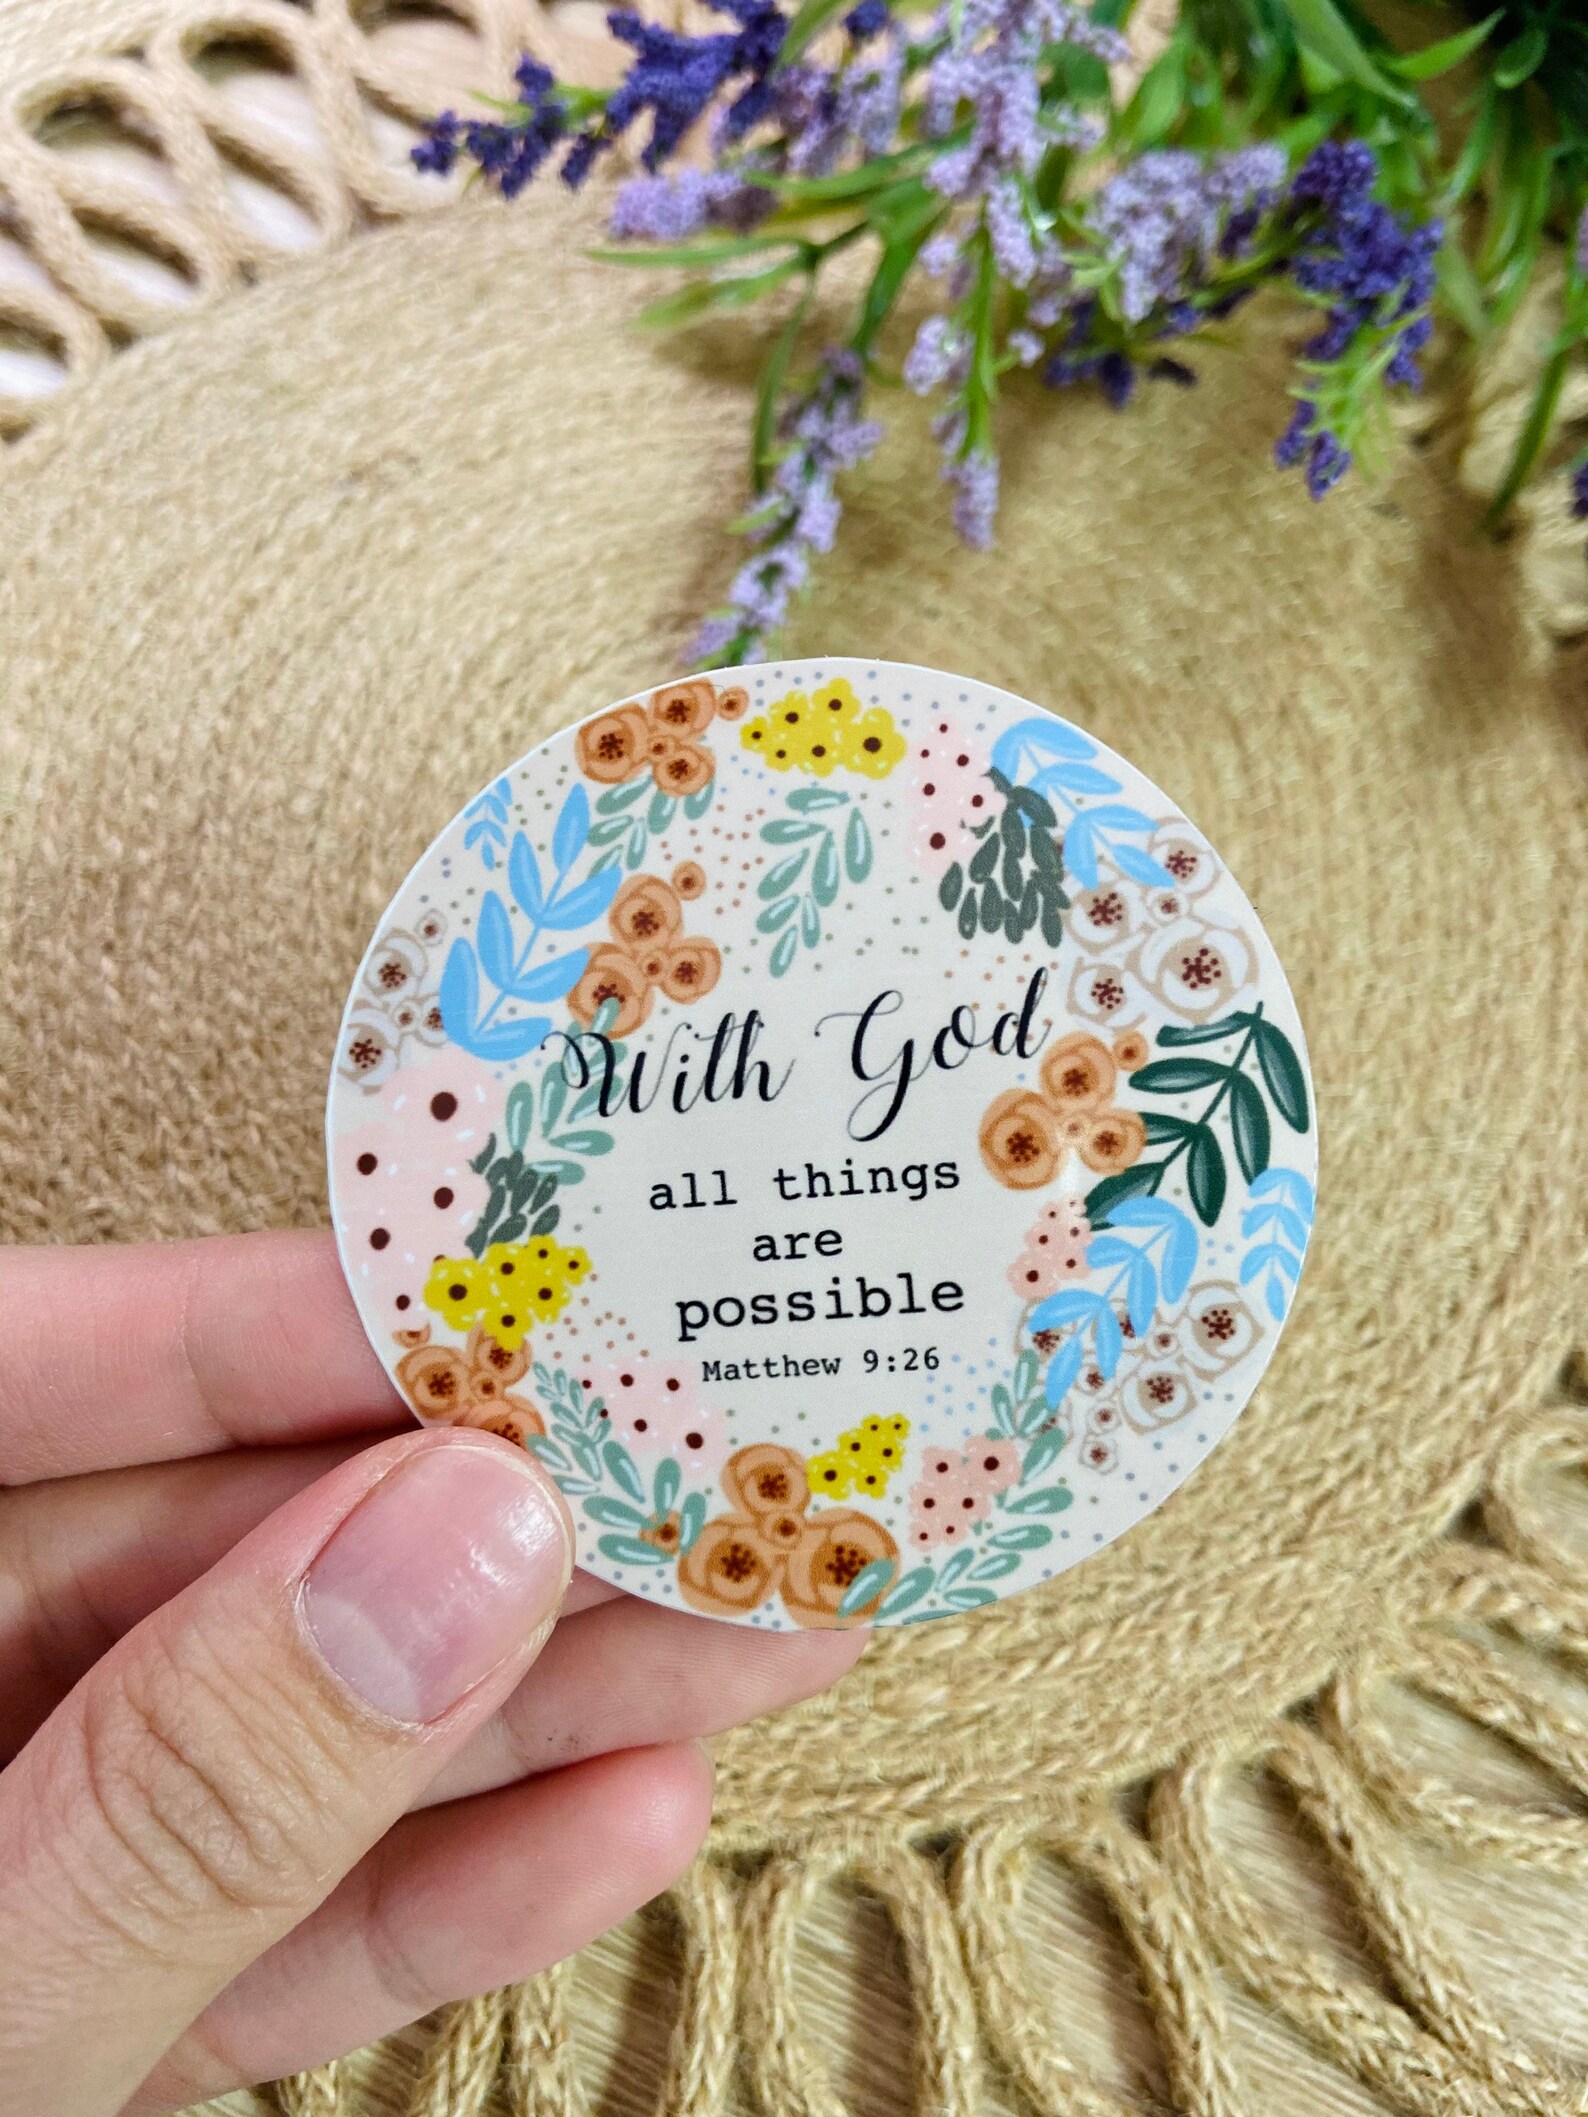 With God
all things
are
possible
Matthew 9:26